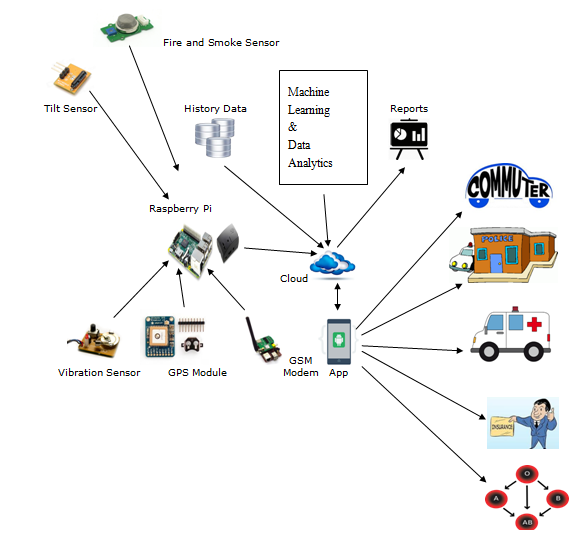 Fire and Smoke Sensor
Tilt Sensor
History Data
Machine
Learning
&
Data
Analytics
Reports
COMMUTER
Raspberry Pi
POLICE
Cloud
Vibration Sensor
GPS Module
GSM
Modem
App
INSURANCE
O
A
B
AB